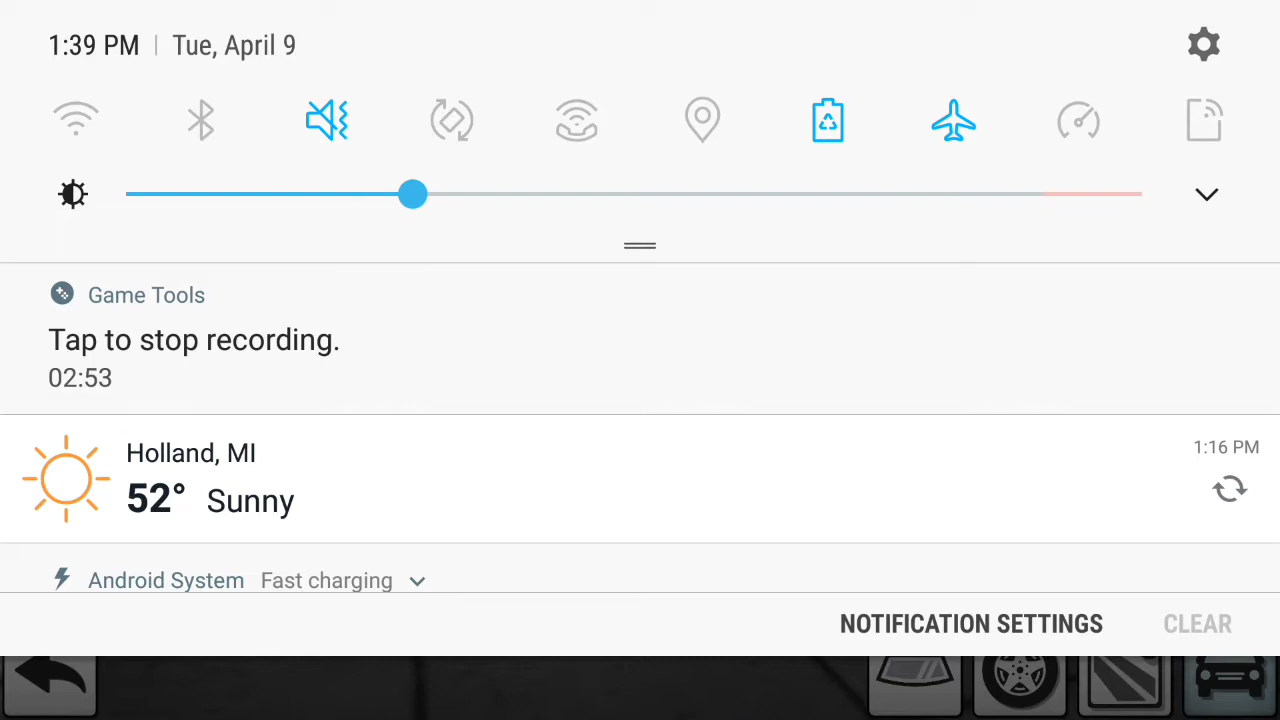 1:39 PM | Tue, April 9
Game Tools
Tap to stop recording.
02:53
Holland, MI
1:16 PM
52° Sunny
Android System Fast charging
NOTIFICATION SETTINGS CLEAR